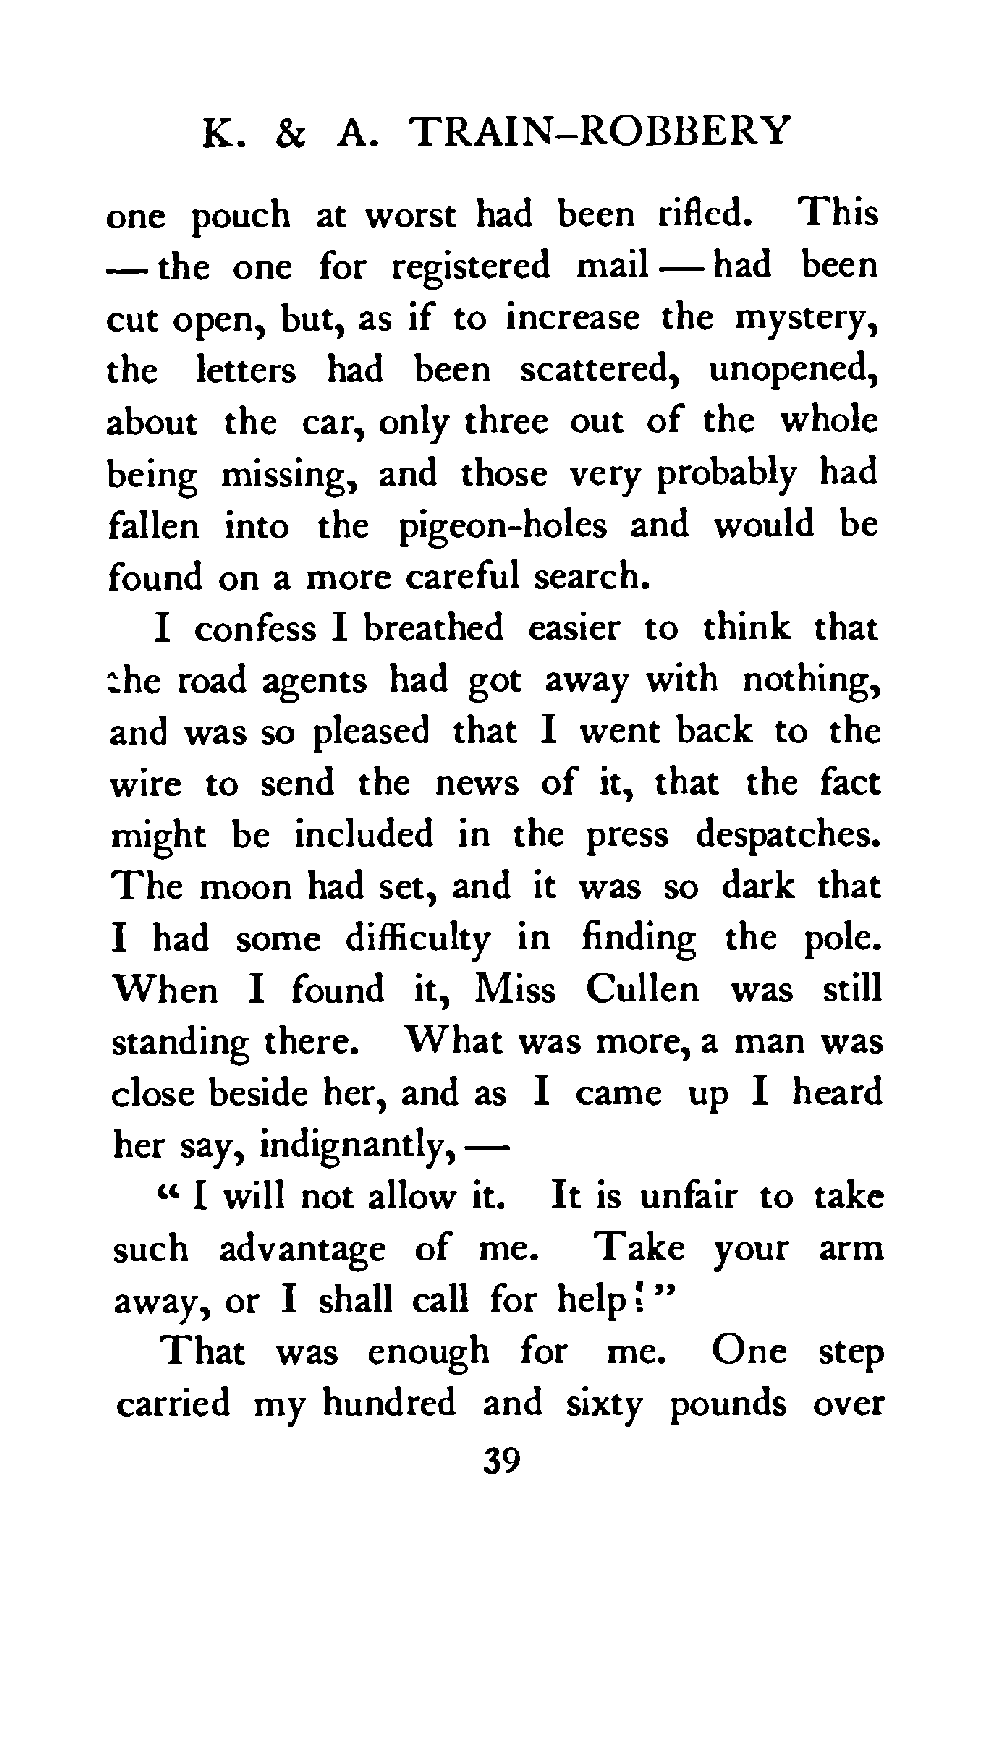 K. & A. TRAIN-ROBBERY
one pouch at worst had been rifled. This
— the one for registered mail — had been
cut open, but, as if to increase the mystery,
the letters had been scattered, unopened,
about the car, only three out of the whole
being missing, and those very probably had
fallen into the pigeon-holes and would be
found on a more careful search.
I confess I breathed easier to think that
the road agents had got away with nothing,
and was so pleased that I went back to the
wire to send the news of it, that the fact
might be included in the press despatches.
The moon had set, and it was so dark that
I had some difficulty in finding the pole.
When I found it, Miss Cullen was still
standing there. What was more, a man was
close beside her, and as I came up I heard
her say, indignantly, —
“ I will not allow it. It is unfair to take
such advantage of me. Take your arm
away, or I shall call for help! ”
That was enough for me. One step
carried my hundred and sixty pounds over
39